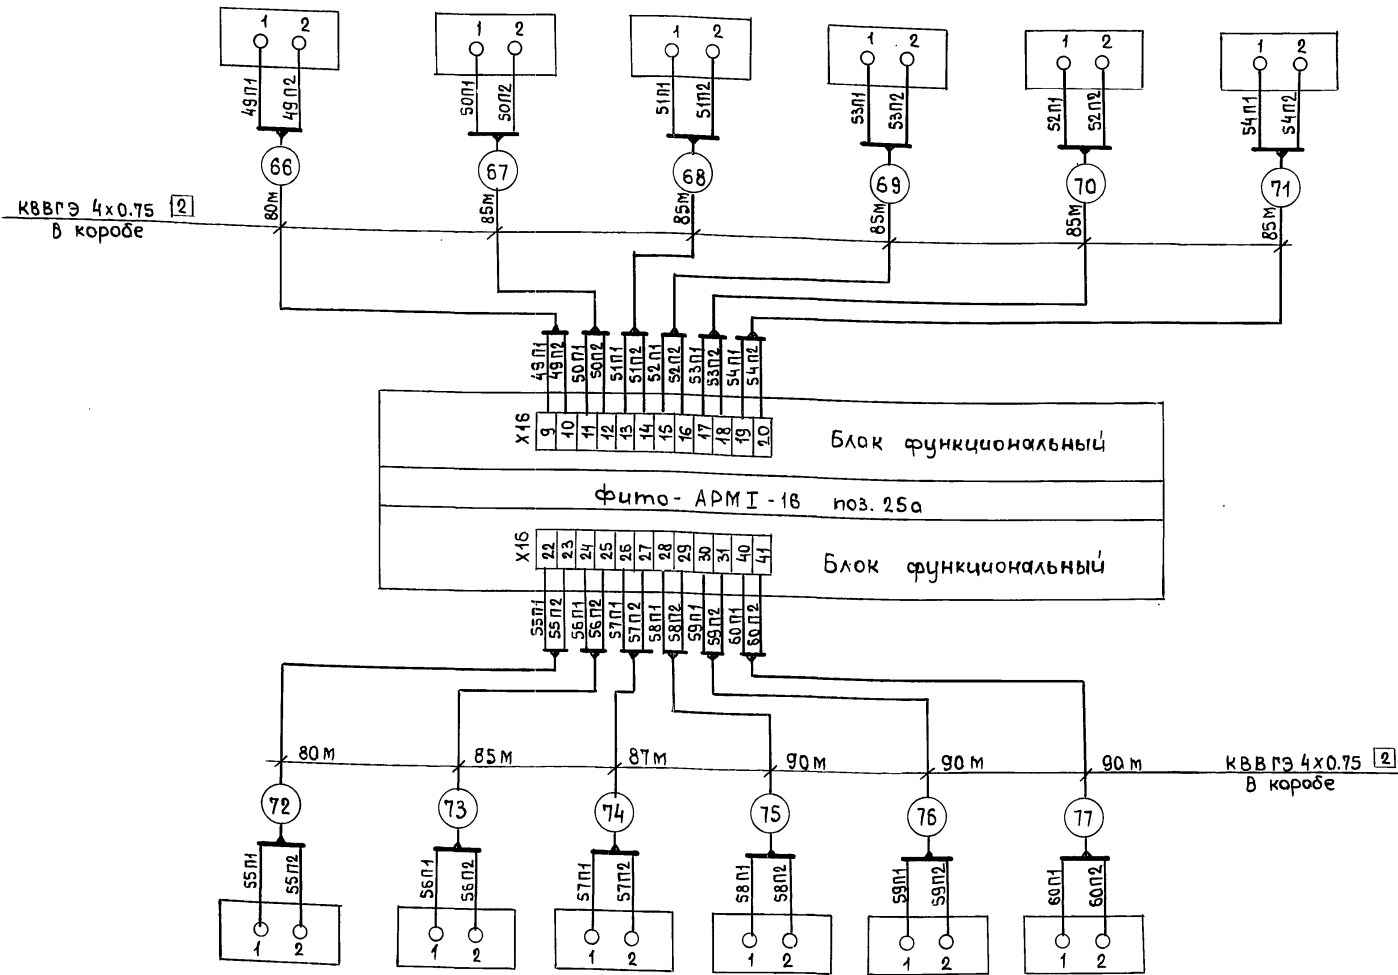 1 2 1 2 1 2 1 2 1 2 1 2
49П1 49П2 50П1 50П2 51П1 51П2 53П1 53П2 52П1 52П2 54П1 54П2
66 67 68 69 70 71
КВВГЭ 4х0.75 2
в коробе
80м 85м 85м 85м 85м 85м
49П1 49П2 50П1 50П2 51П1 51П2 52П1 52П2 53П1 53П2 54П1 54П2
Х16 9 10 11 12 13 14 15 16 17 18 19 20
Блок функциональный
Фито - АРМ I - 16 поз. 25а
Х16 22 23 24 25 26 27 28 29 30 31 40 41
Блок функциональный
55П1 55П2 56П1 56П2 57П1 57П2 58П1 58П2 59П1 59П2 60П1 60П2
80м 85м 87м 90м 90м 90м
КВВГЭ 4х0.75 2
в коробе
72 73 74 75 76 77
55П1 55П2 56П1 56П2 57П1 57П2 58П1 58П2 59П1 59П2 60П1 60П2
1 2 1 2 1 2 1 2 1 2 1 2